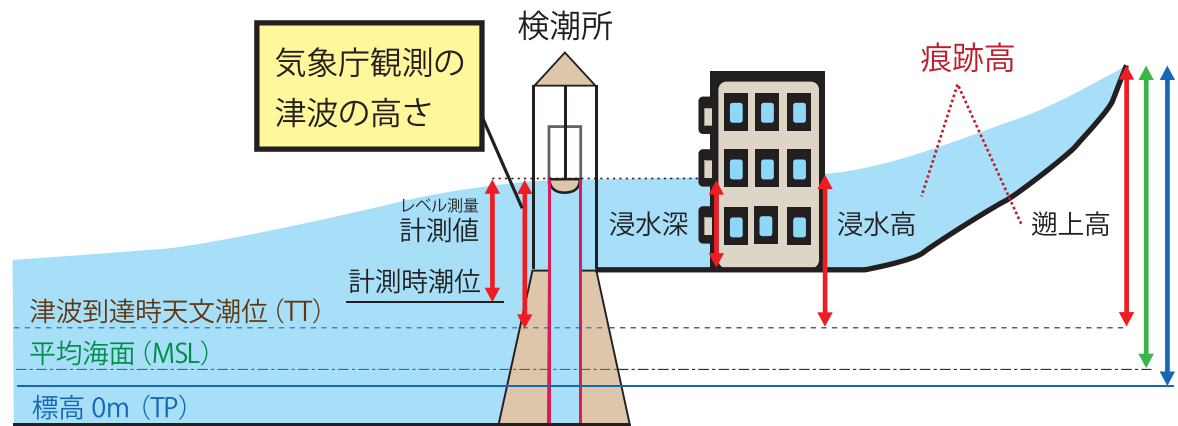 検潮所
気象庁観測の
津波の高さ
痕跡高
レベル測量
計測値
浸水深
浸水高
遡上高
計測時潮位
津波到達時天文潮位（TT）
平均海面（MSL）
標高 0m（TP）